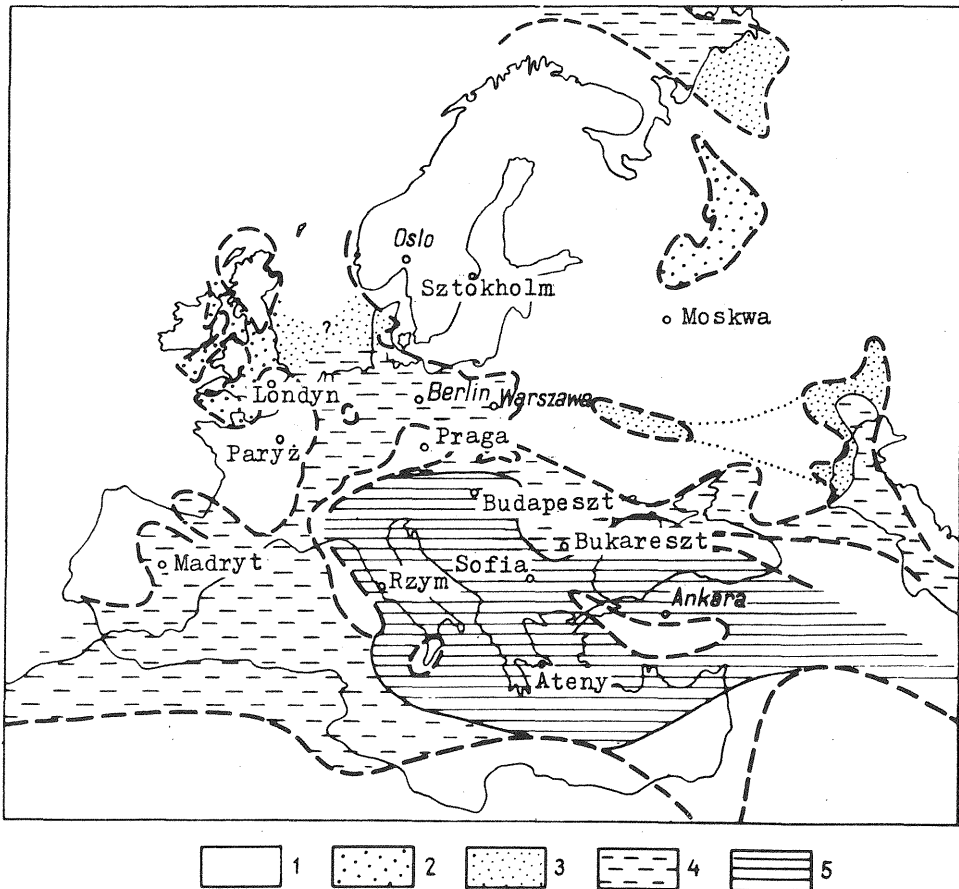 Oslo
Sztokholm
Moskwa
?
Londyn
Berlin
Warszawa
Paryż
Praga
Budapeszt
Madryt
Bukareszt
Sofia
Rzym
Ankara
Ateny
1 2 3 4 5